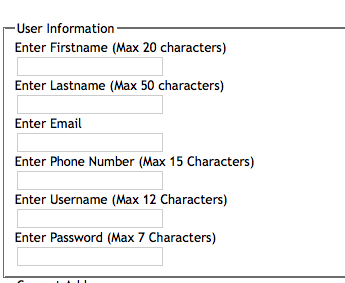 User Information
Enter Firstname (Max 20 characters)
Enter Lastname (Max 50 characters)
Enter Email
Enter Phone Number (Max 15 Characters)
Enter Username (Max 12 Characters)
Enter Password (Max 7 Characters)